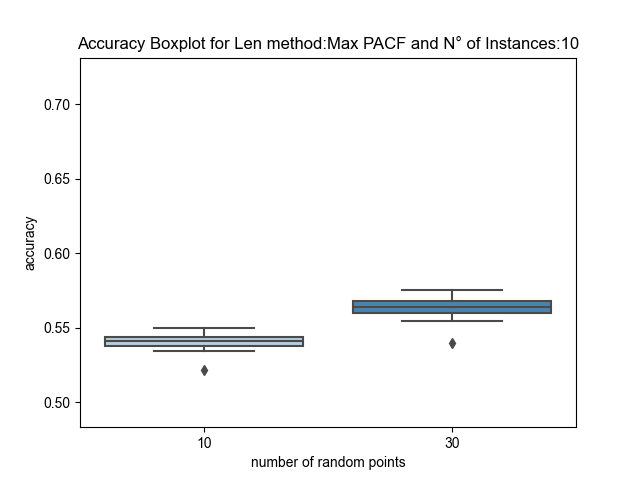 Accuracy Boxplot for Len method:Max PACF and N° of Instances:10
0.70
0.65
0.60
0.55
0.50
accuracy
10
30
number of random points